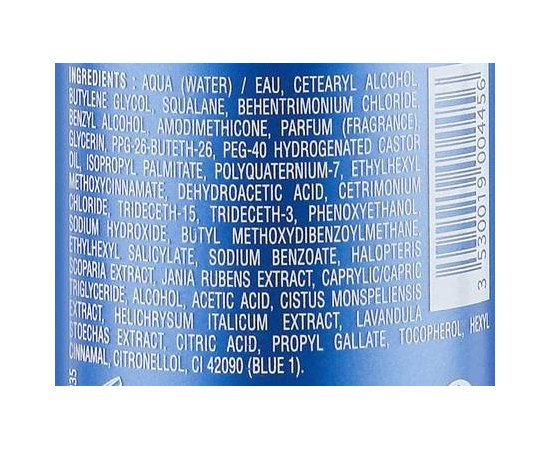 INGREDIENTS : AQUA (WATER) / EAU, CETEARYL ALCOHOL,
BUTYLENE GLYCOL, SQUALANE, BEHENTRIMONIUM CHLORIDE,
BENZYL ALCOHOL, AMODIMETHICONE, PARFUM (FRAGRANCE),
GLYCERIN, PPG-26-BUTETH-26, PEG-40 HYDROGENATED CASTOR
OIL, ISOPROPYL PALMITATE, POLYQUATERNIUM-7, ETHYLHEXYL
METHOXYCINNAMATE, DEHYDROACETIC ACID, CETRIMONIUM
CHLORIDE, TRIDECETH-15, TRIDECETH-3, PHENOXYETHANOL,
SODIUM HYDROXIDE, BUTYL METHOXYDIBENZOYLMETHANE,
ETHYLHEXYL SALICYLATE, SODIUM BENZOATE, HALOPTERIS
SCOPARIA EXTRACT, JANIA RUBENS EXTRACT, CAPRYLIC/CAPRIC
TRIGLYCERIDE, ALCOHOL, ACETIC ACID, CISTUS MONSPELIENSIS
EXTRACT, HELICHRYSUM ITALICUM EXTRACT, LAVANDULA
STOECHAS EXTRACT, CITRIC ACID, PROPYL GALLATE, TOCOPHEROL, HEXYL
CINNAMAL, CITRONELLOL, CI 42090 (BLUE 1).
3 530019 004456
35